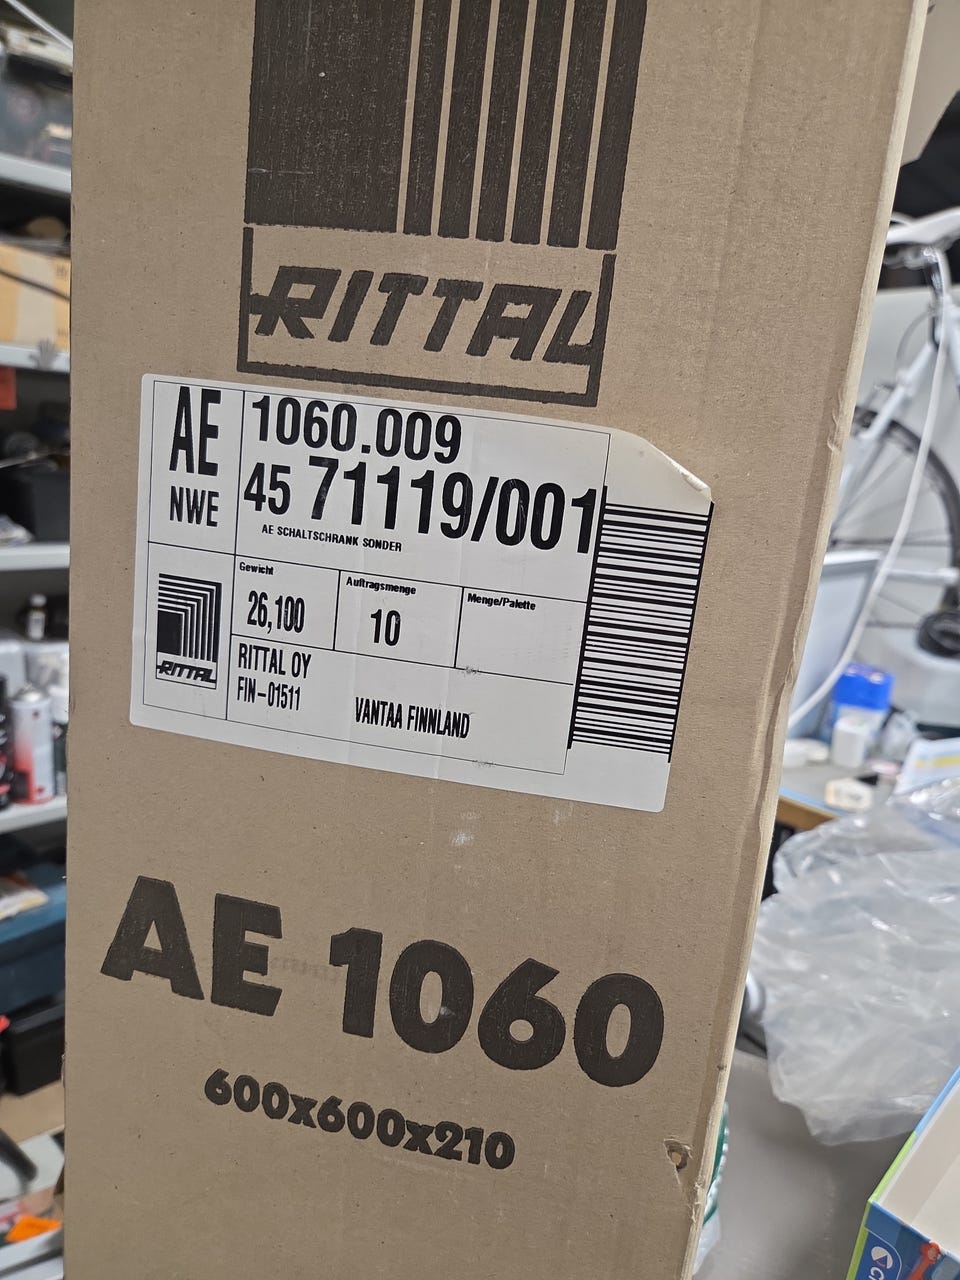 RITTAL
AE
NWE
1060.009
45 71119/001
AE SCHALTSCHRANK SONDER
Gewicht
26,100
Auftragsmenge
10
Menge/Palette
RITTAL
RITTAL OY
FIN-01511
VANTAA FINNLAND
AE 1060
600x600x210